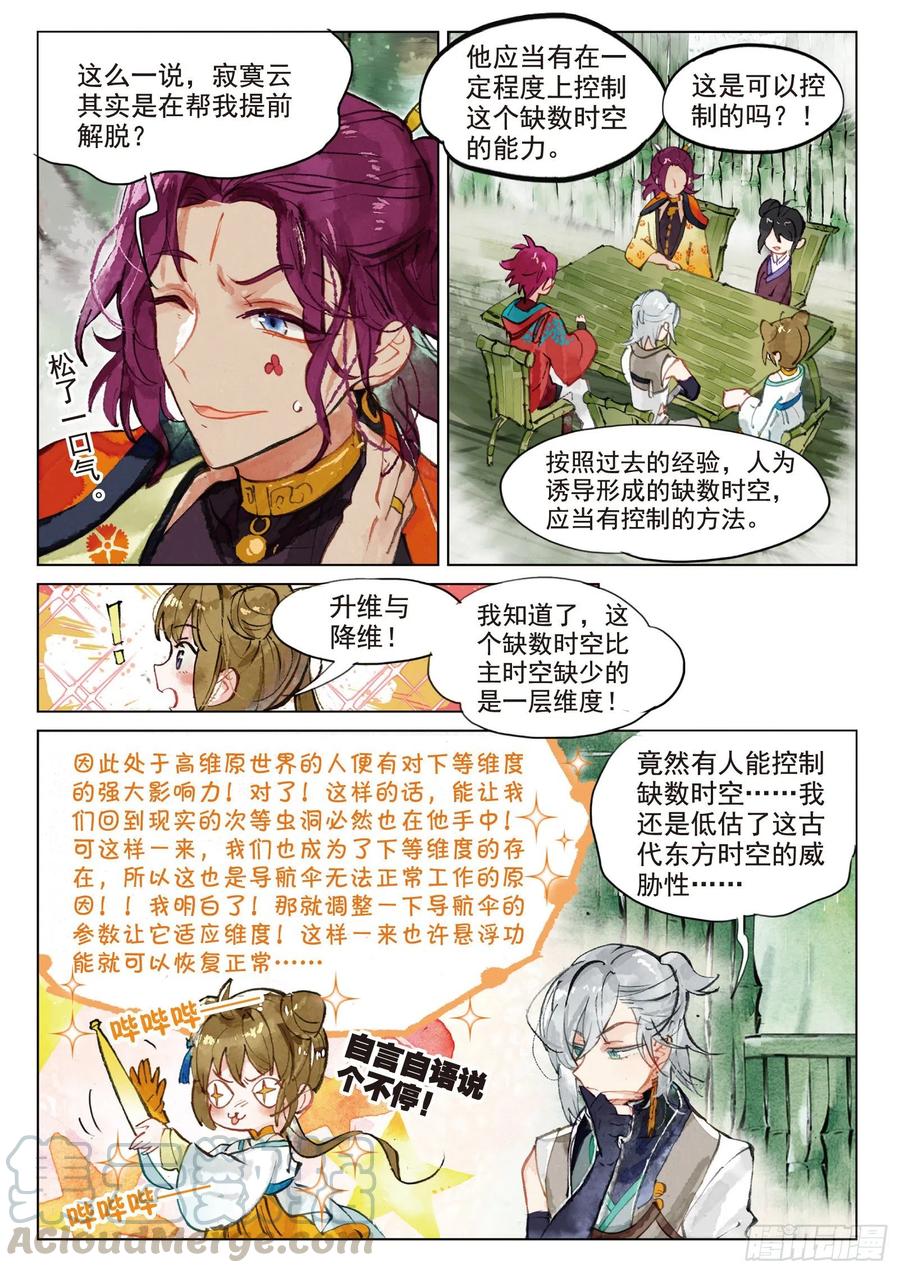 这么一说，寂寞云
其实是在帮我提前
解脱？
松了一口气。
他应当有在一
定程度上控制
这个缺数时空
的能力。
这是可以控
制的吗？！
按照过去的经验，人为
诱导形成的缺数时空，
应当有控制的方法。
！
升维与
降维！
我知道了，这
个缺数时空比
主时空缺少的
是一层维度！
因此处于高维原世界的人便有对下等维度
的强大影响力！对了！这样的话，能让我
们回到现实的次等虫洞必然也在他手中！
可这样一来，我们也成为了下等维度的存
在，所以这也是导航伞无法正常工作的原
因！！我明白了！那就调整一下导航伞的
参数让它适应维度！这样一来也许悬浮功
能就可以恢复正常……
竟然有人能控制
缺数时空……我
还是低估了这古
代东方时空的威
胁性……
哔哔哔——
自言自语说
个不停！
哔哔哔——
AcloudMerge.com
腾讯动漫